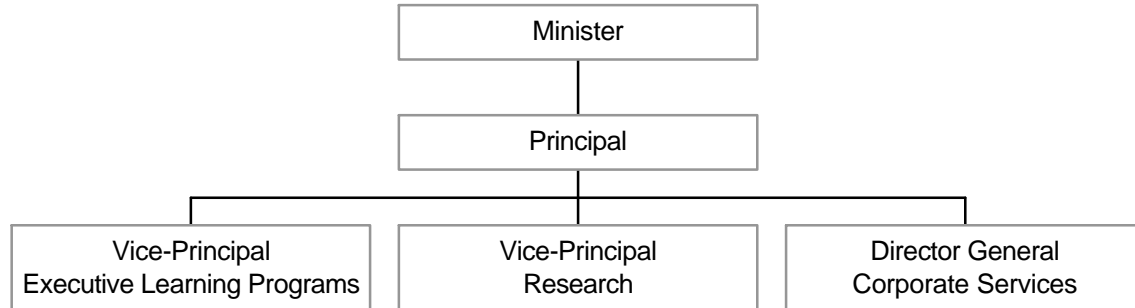 Minister
Principal
Vice-Principal
Executive Learning Programs
Vice-Principal
Research
Director General
Corporate Services